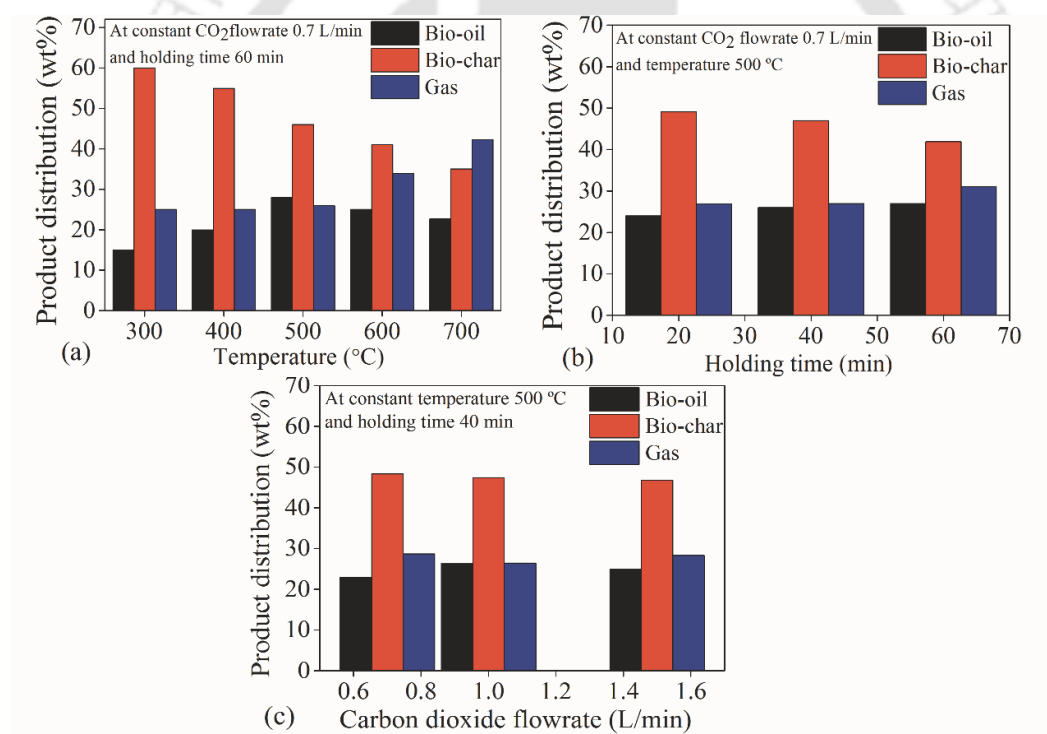 At constant CO2 flowrate 0.7 L/min
and holding time 60 min
Bio-oil
Bio-char
Gas
Product distribution (wt%)
70
60
50
40
30
20
10
0
300 400 500 600 700
Temperature (°C)
(a)
At constant CO2 flowrate 0.7 L/min
and temperature 500 ºC
Bio-oil
Bio-char
Gas
Product distribution (wt%)
70
60
50
40
30
20
10
0
10 20 30 40 50 60 70
Holding time (min)
(b)
At constant temperature 500 ºC
and holding time 40 min
Bio-oil
Bio-char
Gas
Product distribution (wt%)
70
60
50
40
30
20
10
0
0.6 0.8 1.0 1.2 1.4 1.6
Carbon dioxide flowrate (L/min)
(c)